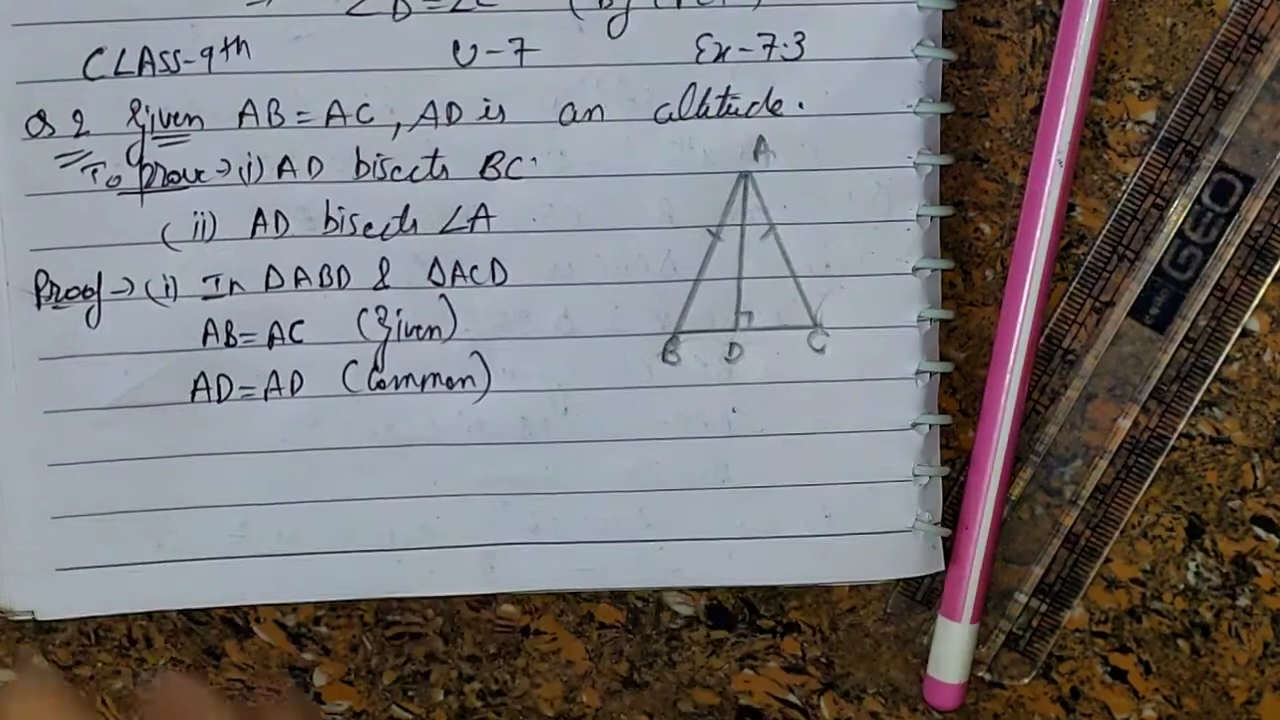 CLASS-9th U-7 Ex-7.3
Q 2 Given AB=AC, AD is an altitude.
To prove → (i) AD bisects BC.
(ii) AD bisects ∠A
Proof → (i) In ΔABD & ΔACD
AB=AC (Given)
AD=AD (Common)
A
B D C
GEO